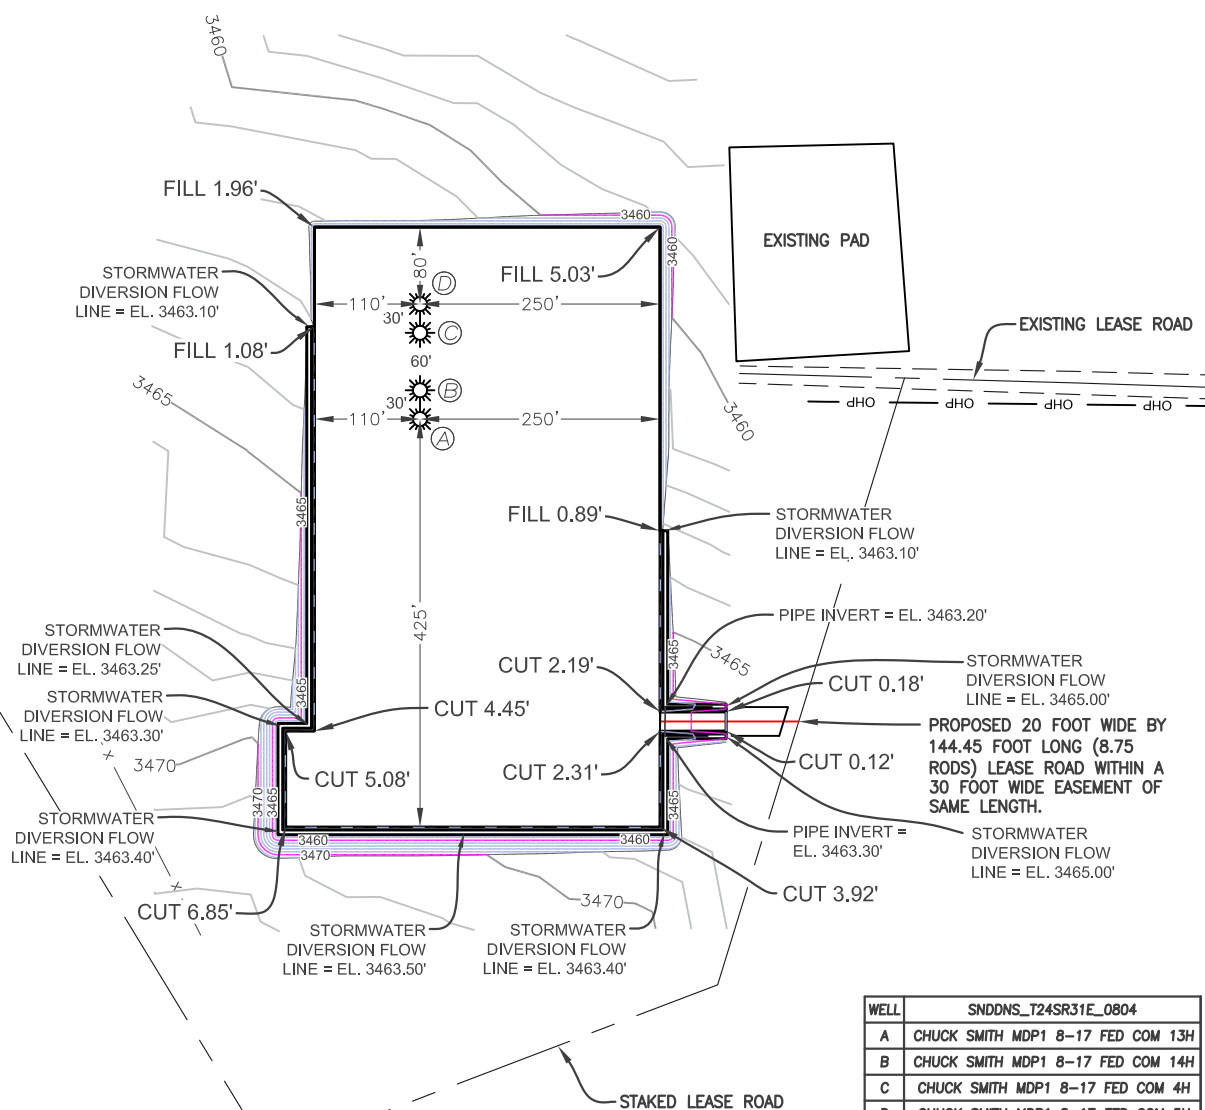 3460
FILL 1.96'
3460
3460
EXISTING PAD
STORMWATER
DIVERSION FLOW
LINE = EL. 3463.10'
80'
D
FILL 5.03'
110'
250'
30'
C
EXISTING LEASE ROAD
FILL 1.08'
60'
3465
B
30'
OHP
OHP
OHP
OHP
3460
110'
250'
A
3465
FILL 0.89'
STORMWATER
DIVERSION FLOW
LINE = EL. 3463.10'
425'
PIPE INVERT = EL. 3463.20'
STORMWATER
DIVERSION FLOW
LINE = EL. 3463.25'
3465
3465
CUT 2.19'
STORMWATER
DIVERSION FLOW
LINE = EL. 3465.00'
CUT 0.18'
STORMWATER
DIVERSION FLOW
LINE = EL. 3463.30'
3465
CUT 4.45'
PROPOSED 20 FOOT WIDE BY
144.45 FOOT LONG (8.75
RODS) LEASE ROAD WITHIN A
30 FOOT WIDE EASEMENT OF
SAME LENGTH.
X
3470
CUT 5.08'
CUT 2.31'
CUT 0.12'
3470
3465
3465
STORMWATER
DIVERSION FLOW
LINE = EL. 3463.40'
3460
3460
3470
PIPE INVERT =
EL. 3463.30'
STORMWATER
DIVERSION FLOW
LINE = EL. 3465.00'
X
CUT 6.85'
3470
CUT 3.92'
STORMWATER
DIVERSION FLOW
LINE = EL. 3463.50'
STORMWATER
DIVERSION FLOW
LINE = EL. 3463.40'
WELL SNDDNS_T24SR31E_0804
A CHUCK SMITH MDP1 8-17 FED COM 13H
B CHUCK SMITH MDP1 8-17 FED COM 14H
C CHUCK SMITH MDP1 8-17 FED COM 4H
STAKED LEASE ROAD